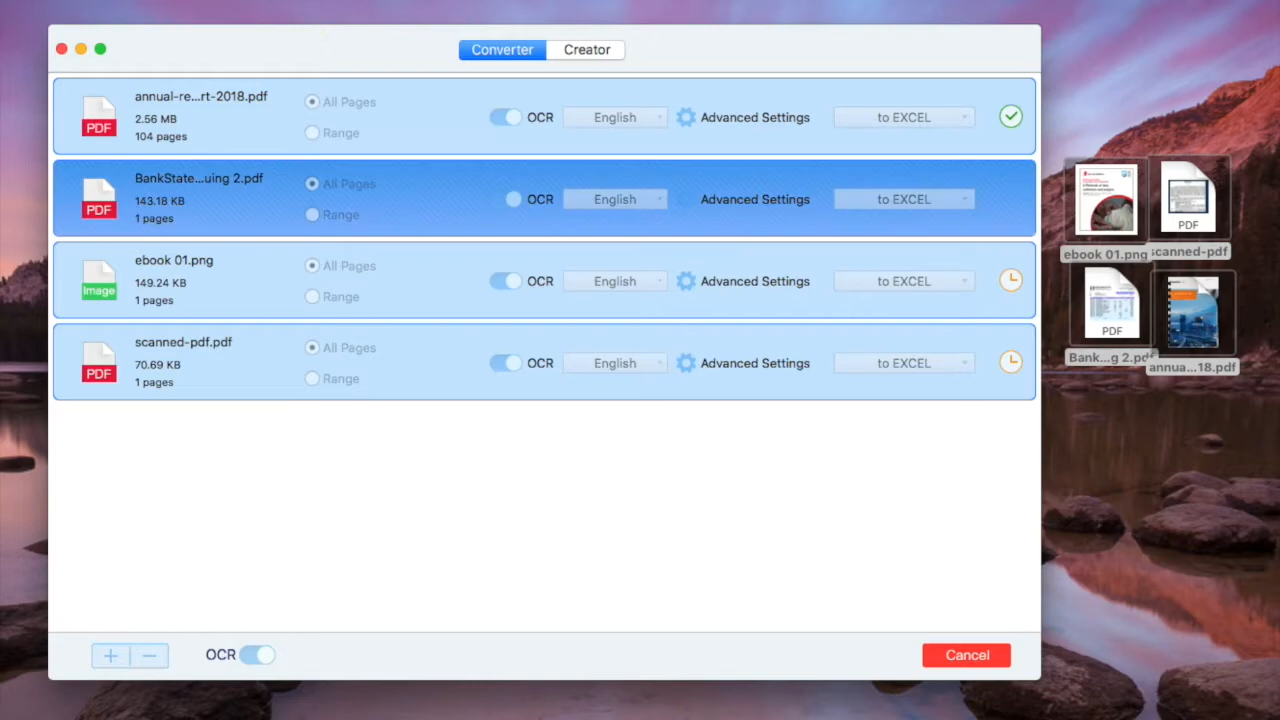 Converter Creator
annual-re...rt-2018.pdf
2.56 MB
104 pages
PDF
All Pages
Range
OCR English Advanced Settings to EXCEL
BankState...uing 2.pdf
143.18 KB
1 pages
PDF
All Pages
Range
OCR English Advanced Settings to EXCEL
ebook 01.png
149.24 KB
1 pages
Image
All Pages
Range
OCR English Advanced Settings to EXCEL
scanned-pdf.pdf
70.69 KB
1 pages
PDF
All Pages
Range
OCR English Advanced Settings to EXCEL
+ − OCR Cancel
ebook 01.png
PDF
scanned-pdf
PDF
Bank...g 2.pdf
annua...18.pdf